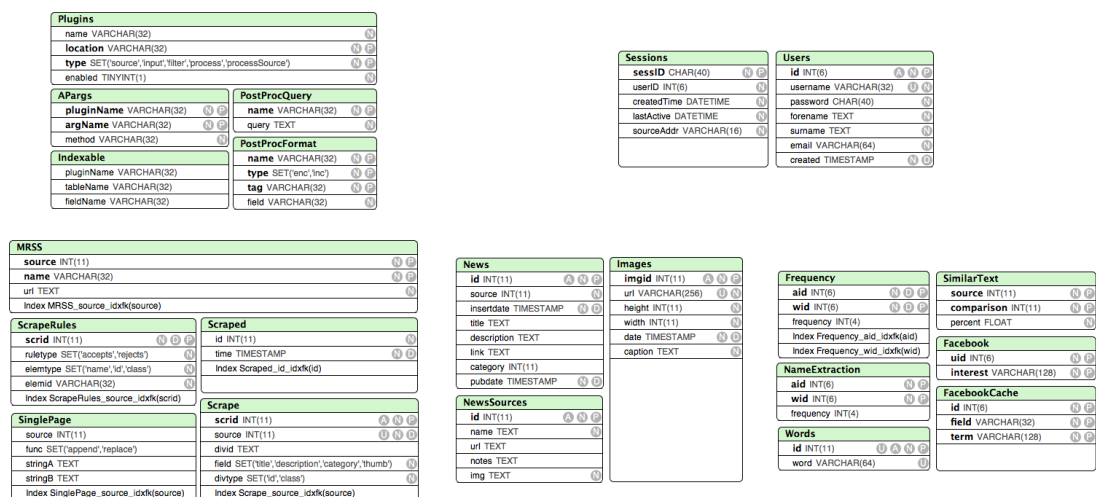 Plugins
name VARCHAR(32) N
location VARCHAR(32) N P
type SET('source','input','filter','process','processSource') N P
enabled TINYINT(1) N
APargs
pluginName VARCHAR(32) N P
argName VARCHAR(32) N P
method VARCHAR(32) N
PostProcQuery
name VARCHAR(32) N P
query TEXT N
Indexable
pluginName VARCHAR(32)
tableName VARCHAR(32)
fieldName VARCHAR(32)
PostProcFormat
name VARCHAR(32) N P
type SET('enc','inc') N P
tag VARCHAR(32) N P
field VARCHAR(32) N
Sessions
sessID CHAR(40) N P
userID INT(6) N
createdTime DATETIME N
lastActive DATETIME N
sourceAddr VARCHAR(16) N
Users
id INT(6) A N P
username VARCHAR(32) U N
password CHAR(40) N
forename TEXT N
surname TEXT N
email VARCHAR(64) N
created TIMESTAMP N D
MRSS
source INT(11) N P
name VARCHAR(32) N P
url TEXT N
Index MRSS_source_idxfk(source)
ScrapeRules
scrid INT(11) N D P
ruletype SET('accepts','rejects') N
elemtype SET('name','id','class') N
elemid VARCHAR(32) N
Index ScrapeRules_source_idxfk(scrid)
Scraped
id INT(11) N
time TIMESTAMP N D
Index Scraped_id_idxfk(id)
SinglePage
source INT(11)
func SET('append','replace')
stringA TEXT
stringB TEXT
Index SinglePage_source_idxfk(source)
Scrape
scrid INT(11) A N P
source INT(11) U N D
divid TEXT
field SET('title','description','category','thumb') N
divtype SET('id','class') N
Index Scrape_source_idxfk(source)
News
id INT(11) A N P
source INT(11) N
insertdate TIMESTAMP N D
title TEXT
description TEXT
link TEXT
category INT(11)
pubdate TIMESTAMP N D
NewsSources
id INT(11) A N P
name TEXT N
url TEXT
notes TEXT
img TEXT N
Images
imgid INT(11) A N P
url VARCHAR(256) U N
height INT(11) N
width INT(11) N
date TIMESTAMP N D
caption TEXT N
Frequency
aid INT(6) N D P
wid INT(6) N D P
frequency INT(4)
Index Frequency_aid_idxfk(aid)
Index Frequency_wid_idxfk(wid)
NameExtraction
aid INT(6) N P
wid INT(6) N P
frequency INT(4)
Words
id INT(11) U A N P
word VARCHAR(64) U
SimilarText
source INT(11) N P
comparison INT(11) N P
percent FLOAT N
Facebook
uid INT(6) N P
interest VARCHAR(128) N P
FacebookCache
id INT(6) N P
field VARCHAR(32) N P
term VARCHAR(128) N P